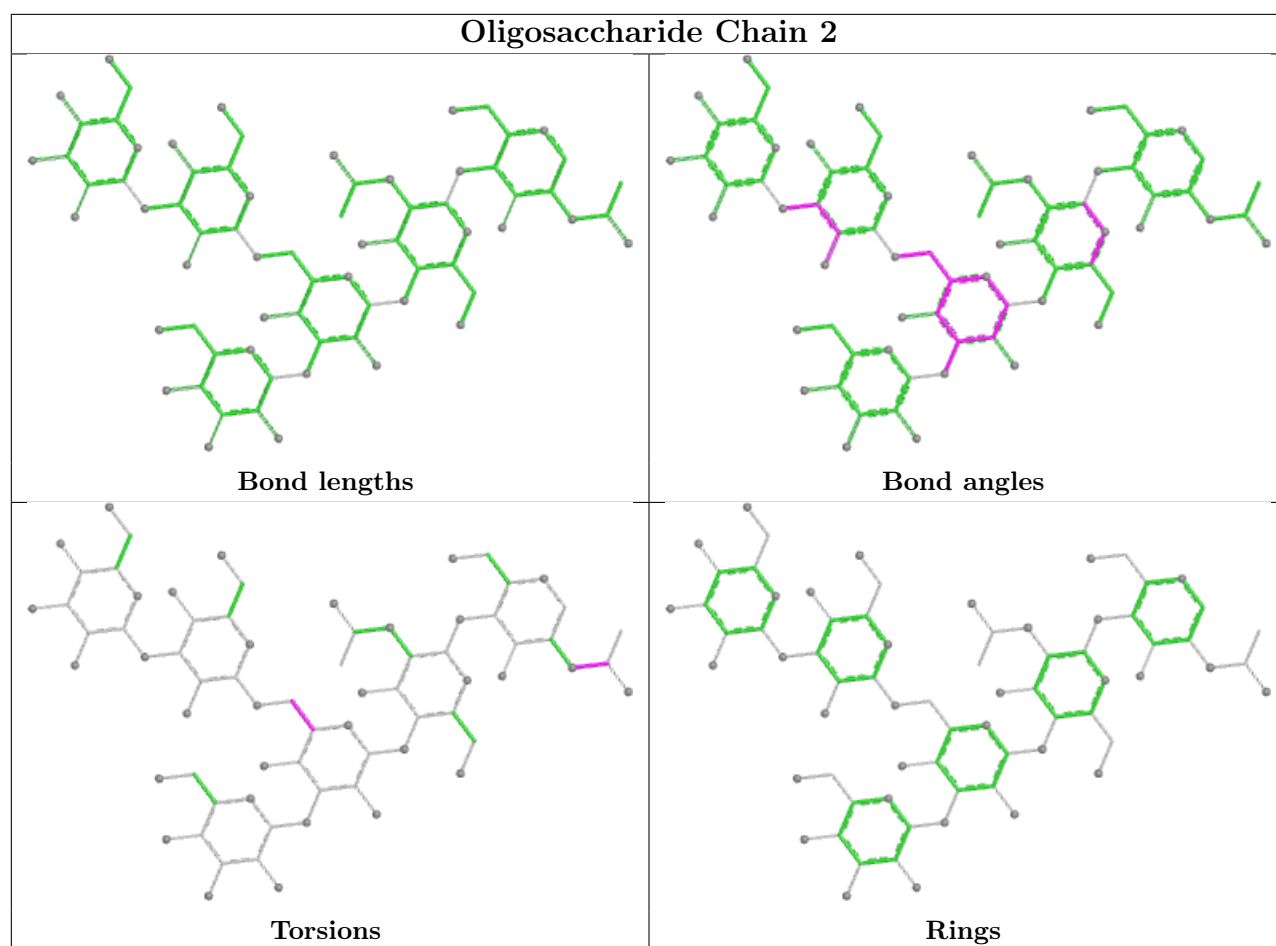 Oligosaccharide Chain 2
Bond lengths
Bond angles
Torsions
Rings